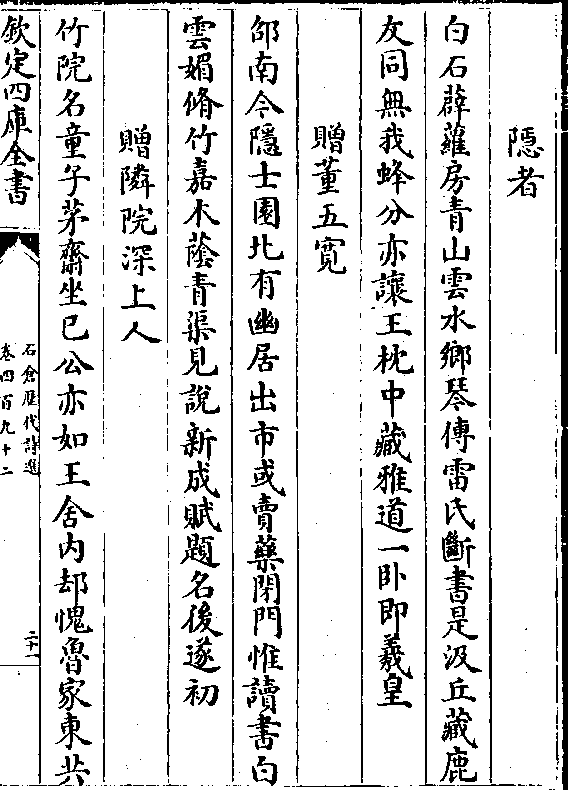 隱者
白石薜蘿房青山雲水鄉琴傳雷氏斷書是汲丘藏鹿
友同無我蜂分亦讓王枕中藏雅道一卧即羲皇
贈董五寛
郃南今隱士園北有幽居出市或賣藥閉門惟讀書白
雲媚脩竹嘉木蔭青渠見說新成賦題名後遂初
贈隣院深上人
竹院名童子茅齋坐已公亦如王舍内却愧魯家東共
欽定四庫全書
石倉歴代詩選
卷四百九十二
二十一